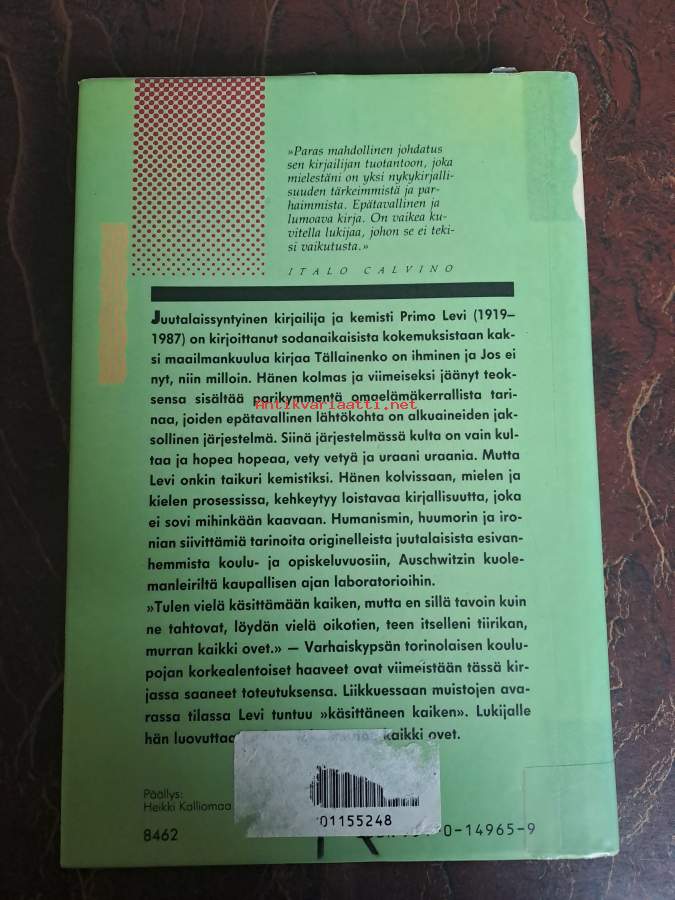 »Paras mahdollinen johdatus
sen kirjailijan tuotantoon, joka
mielestäni on yksi nykykirjalli-
suuden tärkeimmistä ja par-
haimmista. Epätavallinen ja
lumoava kirja. On vaikea ku-
vitella lukijaa, johon se ei teki-
si vaikutusta.»
ITALO CALVINO
Juutalaissyntyinen kirjailija ja kemisti Primo Levi (1919–
1987) on kirjoittanut sodanaikaisista kokemuksistaan kak-
si maailmankuulua kirjaa Tällainenko on ihminen ja Jos ei
nyt, niin milloin. Hänen kolmas ja viimeiseksi jäänyt teok-
sensa sisältää parikymmentä omaelämäkerrallista tari-
Antikvariaatti.net
naa, joiden epätavallinen lähtökohta on alkuaineiden jak-
sollinen järjestelmä. Siinä järjestelmässä kulta on vain kul-
taa ja hopea hopeaa, vety vetyä ja uraani uraania. Mutta
Levi onkin taikuri kemistiksi. Hänen kolvissaan, mielen ja
kielen prosessissa, kehkeytyy loistavaa kirjallisuutta, joka
ei sovi mihinkään kaavaan. Humanismin, huumorin ja iro-
nian siivittämiä tarinoita originelleista juutalaisista esivan-
hemmista koulu- ja opiskeluvuosiin, Auschwitzin kuole-
manleiriltä kaupallisen ajan laboratorioihin.
»Tulen vielä käsittämään kaiken, mutta en sillä tavoin kuin
ne tahtovat, löydän vielä oikotien, teen itselleni tiirikan,
murran kaikki ovet.» — Varhaiskypsän torinolaisen koulu-
pojan korkealentoiset haaveet ovat viimeistään tässä kir-
jassa saaneet toteutuksensa. Liikkuessaan muistojen ava-
rassa tilassa Levi tuntuu »käsittäneen kaiken». Lukijalle
hän luovuttaa kaikki ovet.
Päällys:
Heikki Kalliomaa
01155248
8462
0-14965-9